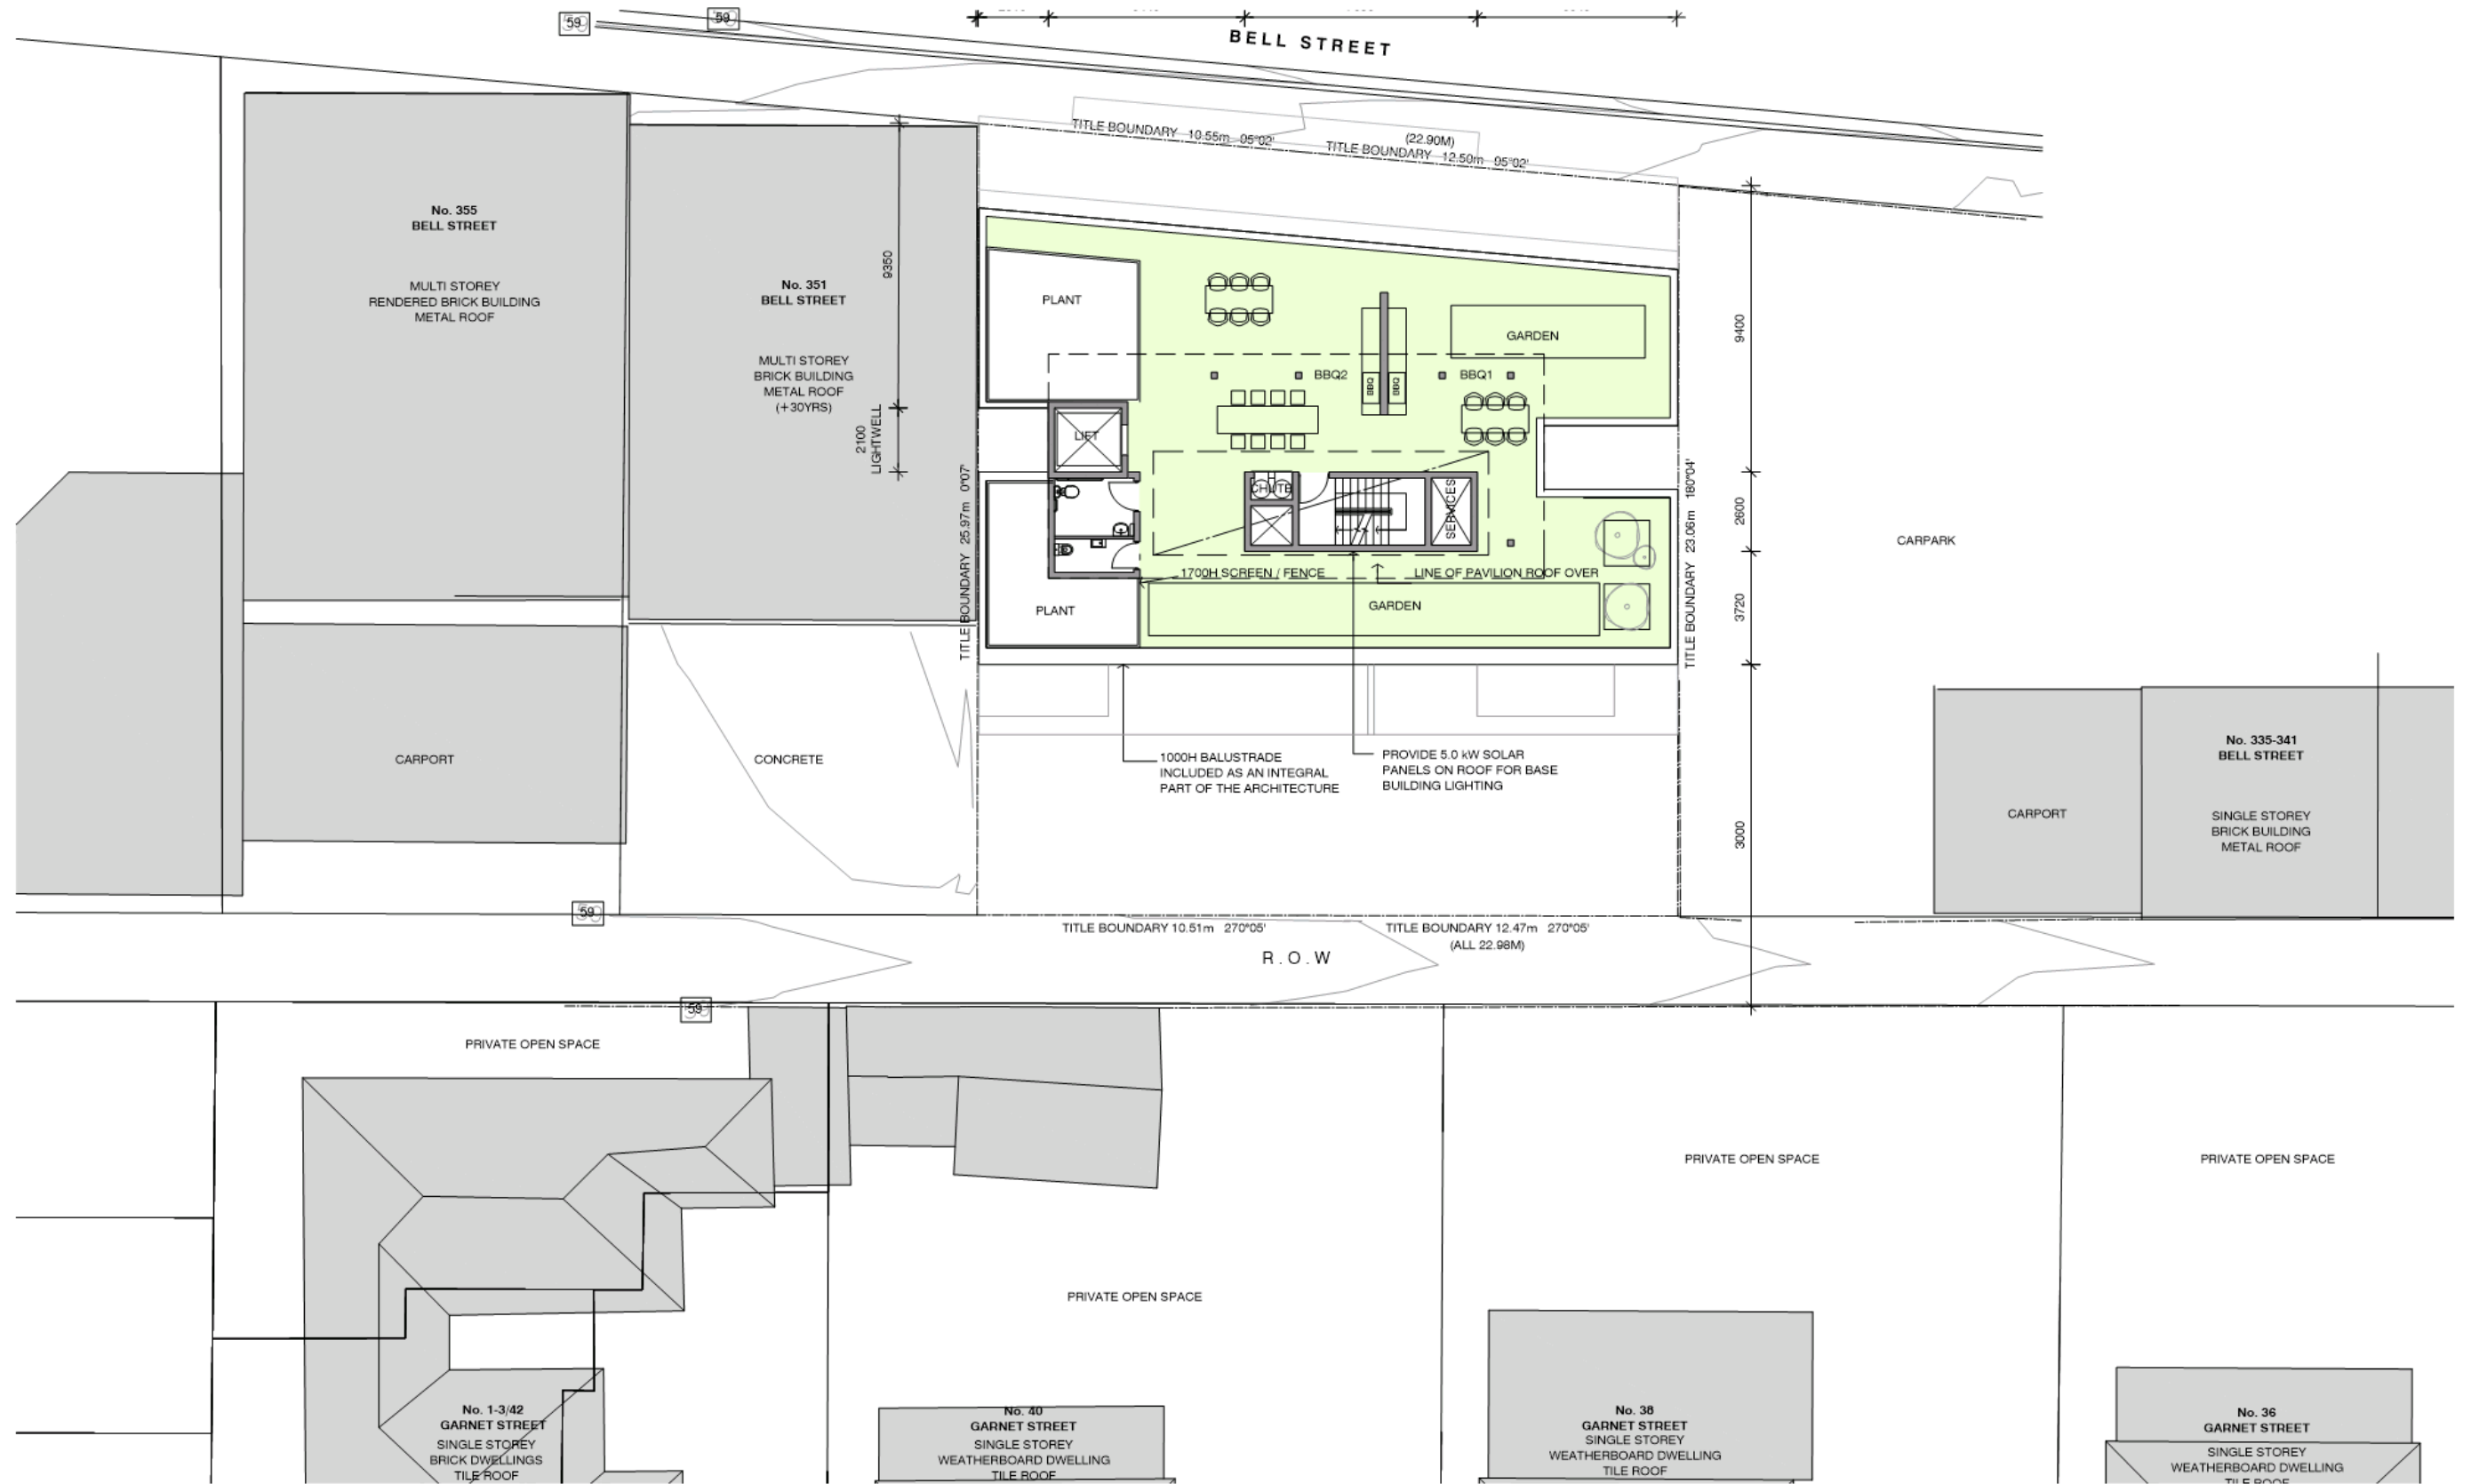 59
59
BELL STREET
TITLE BOUNDARY 10.55m 95°02'
(22.90M)
TITLE BOUNDARY 12.50m 95°02'
No. 355
BELL STREET
MULTI STOREY
RENDERED BRICK BUILDING
METAL ROOF
No. 351
BELL STREET
MULTI STOREY
BRICK BUILDING
METAL ROOF
(+30YRS)
9350
2100
LIGHTWELL
TITLE BOUNDARY 25.97m 0°07'
PLANT
GARDEN
BBQ2
BBQ
BBQ
BBQ1
LIFT
CHUTE
SERVICES
1700H SCREEN / FENCE
LINE OF PAVILION ROOF OVER
PLANT
GARDEN
TITLE BOUNDARY 23.06m 180°04'
9400
2600
3720
3000
CARPARK
CARPORT
CONCRETE
1000H BALUSTRADE
INCLUDED AS AN INTEGRAL
PART OF THE ARCHITECTURE
PROVIDE 5.0 kW SOLAR
PANELS ON ROOF FOR BASE
BUILDING LIGHTING
CARPORT
No. 335-341
BELL STREET
SINGLE STOREY
BRICK BUILDING
METAL ROOF
59
TITLE BOUNDARY 10.51m 270°05'
TITLE BOUNDARY 12.47m 270°05'
(ALL 22.98M)
R.O.W
59
PRIVATE OPEN SPACE
PRIVATE OPEN SPACE
PRIVATE OPEN SPACE
PRIVATE OPEN SPACE
No. 1-3/42
GARNET STREET
SINGLE STOREY
BRICK DWELLINGS
TILE ROOF
No. 40
GARNET STREET
SINGLE STOREY
WEATHERBOARD DWELLING
TILE ROOF
No. 38
GARNET STREET
SINGLE STOREY
WEATHERBOARD DWELLING
TILE ROOF
No. 36
GARNET STREET
SINGLE STOREY
WEATHERBOARD DWELLING
TILE ROOF